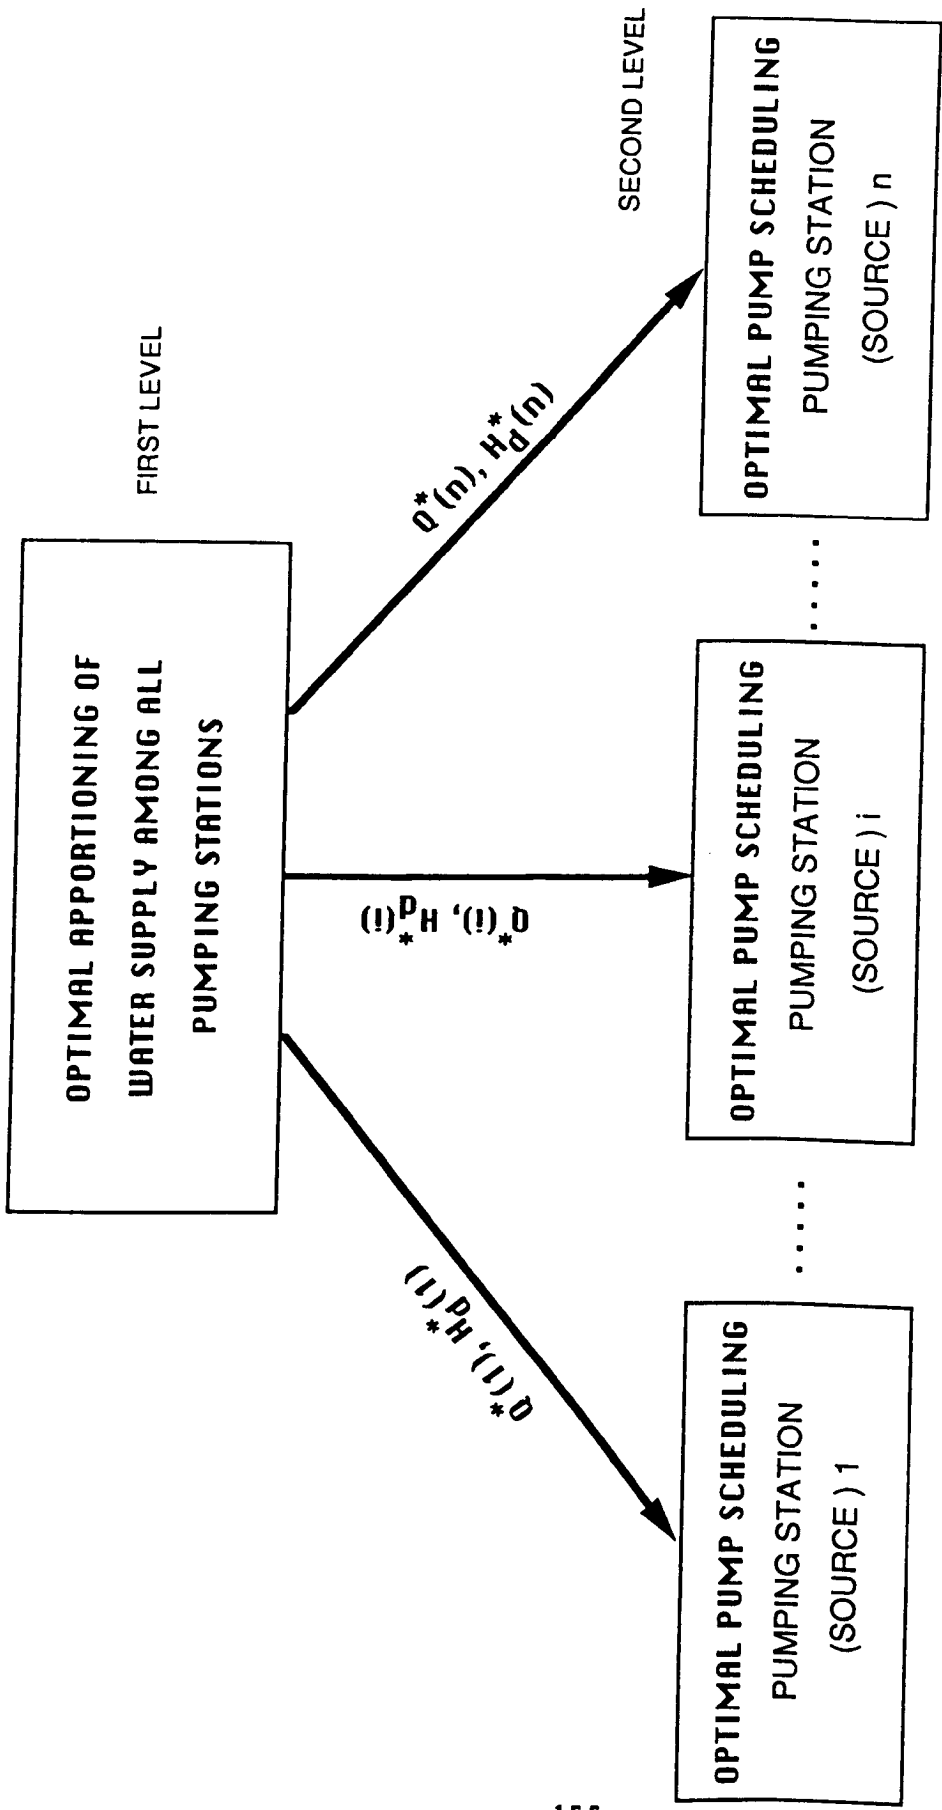 FIRST LEVEL
OPTIMAL APPORTIONING OF
WATER SUPPLY AMONG ALL
PUMPING STATIONS
Q*(1), H*d(1)
Q*(i), H*d(i)
Q*(n), H*d(n)
SECOND LEVEL
OPTIMAL PUMP SCHEDULING
PUMPING STATION
(SOURCE ) 1
.....
OPTIMAL PUMP SCHEDULING
PUMPING STATION
(SOURCE ) i
.....
OPTIMAL PUMP SCHEDULING
PUMPING STATION
(SOURCE ) n